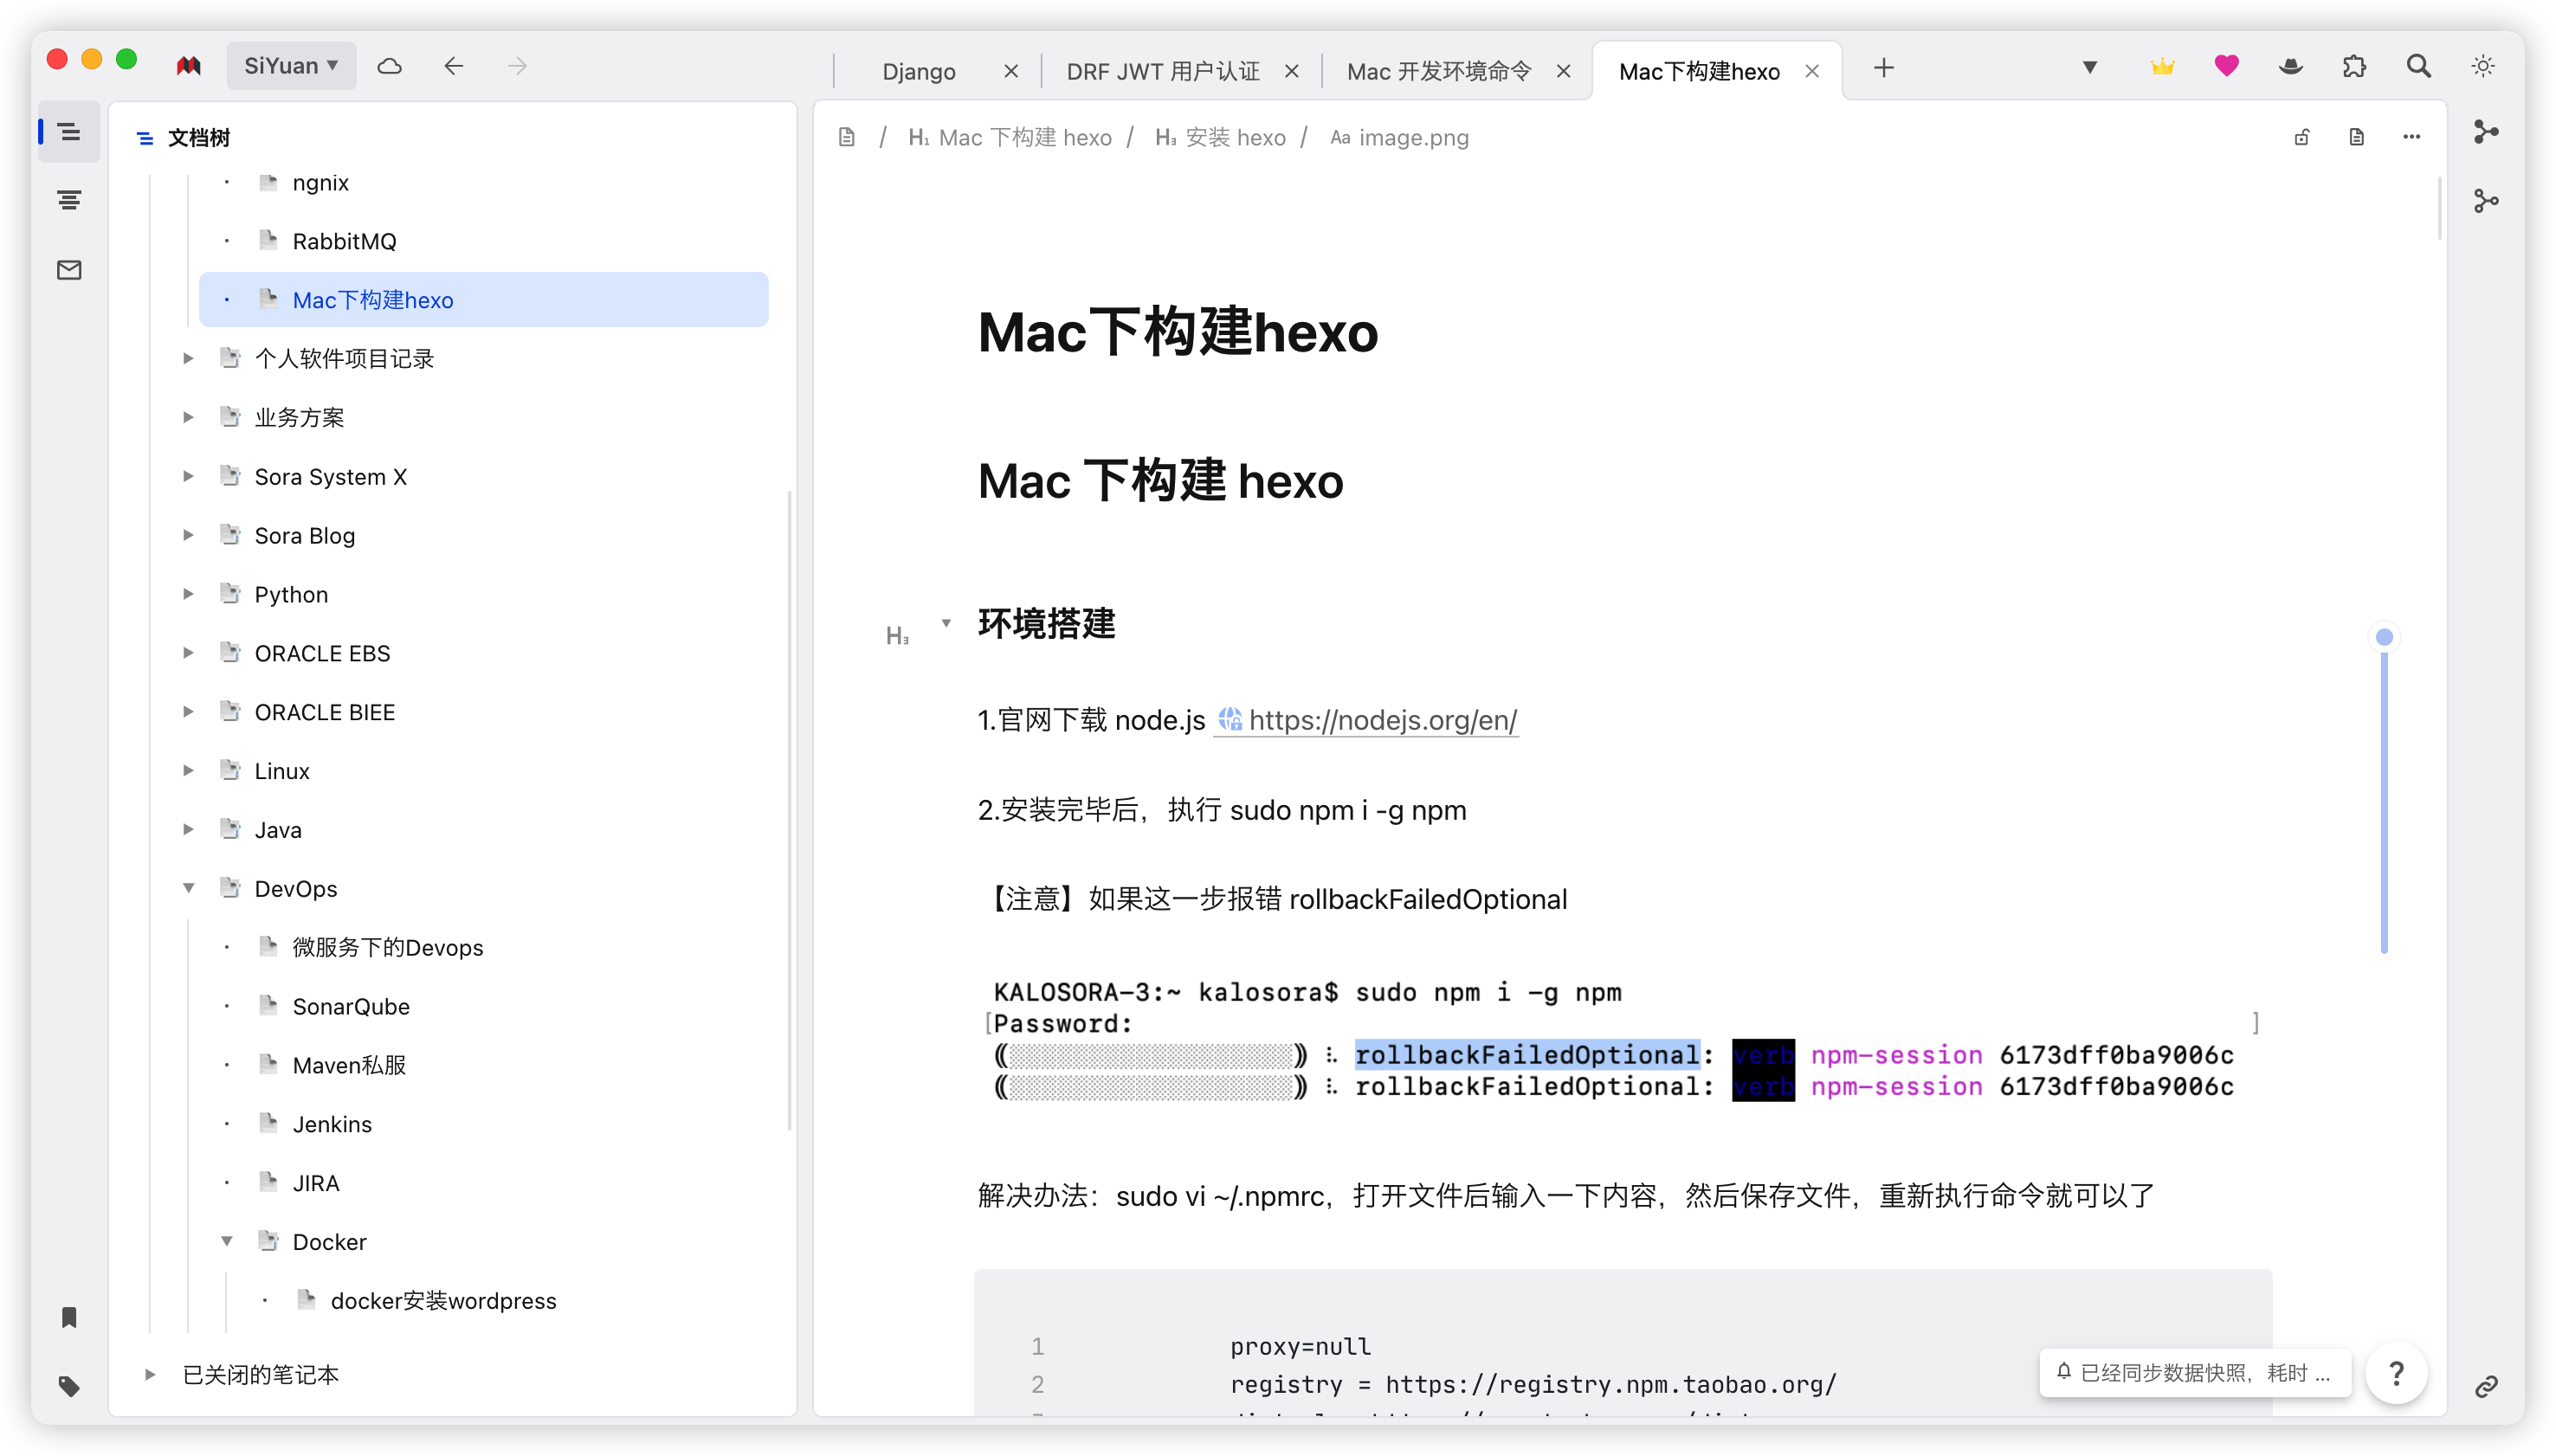 SiYuan
Django
DRF JWT 用户认证
Mac 开发环境命令
Mac下构建hexo
文档树
ngnix
RabbitMQ
Mac下构建hexo
个人软件项目记录
业务方案
Sora System X
Sora Blog
Python
ORACLE EBS
ORACLE BIEE
Linux
Java
DevOps
微服务下的Devops
SonarQube
Maven私服
Jenkins
JIRA
Docker
docker安装wordpress
已关闭的笔记本
/ H1 Mac 下构建 hexo / H3 安装 hexo / Aa image.png
Mac下构建hexo
Mac 下构建 hexo
H3 环境搭建
1.官网下载 node.js https://nodejs.org/en/
2.安装完毕后，执行 sudo npm i -g npm
【注意】如果这一步报错 rollbackFailedOptional
KALOSORA-3:~ kalosora$ sudo npm i -g npm
[Password: ]
rollbackFailedOptional: verb npm-session 6173dff0ba9006c
rollbackFailedOptional: verb npm-session 6173dff0ba9006c
解决办法：sudo vi ~/.npmrc，打开文件后输入一下内容，然后保存文件，重新执行命令就可以了
1 proxy=null
2 registry = https://registry.npm.taobao.org/
已经同步数据快照，耗时 ...
?